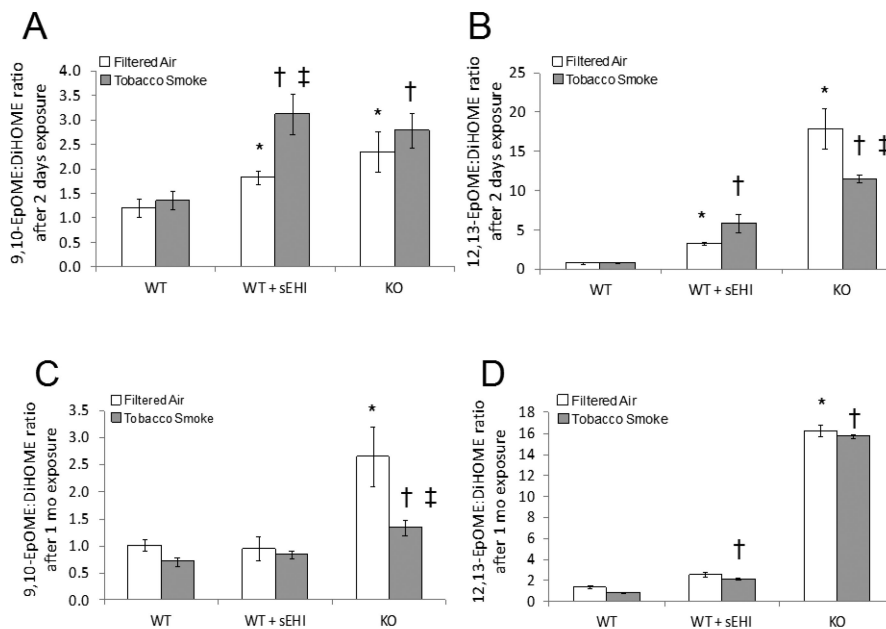 A
Filtered Air
Tobacco Smoke
9,10-EpOME:DiHOME ratio
after 2 days exposure
4.0
3.5
3.0
2.5
2.0
1.5
1.0
0.5
0.0
* † ‡
* †
WT
WT + sEHI
KO
B
Filtered Air
Tobacco Smoke
12,13-EpOME:DiHOME ratio
after 2 days exposure
25
20
15
10
5
0
* †
* † ‡
WT
WT + sEHI
KO
C
Filtered Air
Tobacco Smoke
9,10-EpOME:DiHOME ratio
after 1 mo exposure
3.5
3.0
2.5
2.0
1.5
1.0
0.5
0.0
* † ‡
WT
WT + sEHI
KO
D
Filtered Air
Tobacco Smoke
12,13-EpOME:DiHOME ratio
after 1 mo exposure
18
16
14
12
10
8
6
4
2
0
†
* †
WT
WT + sEHI
KO